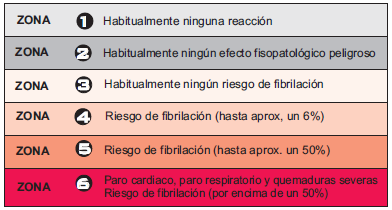 ZONA 1 Habitualmente ninguna reacción
ZONA 2 Habitualmente ningún efecto fisopatológico peligroso
ZONA 3 Habitualmente ningún riesgo de fibrilación
ZONA 4 Riesgo de fibrilación (hasta aprox, un 6%)
ZONA 5 Riesgo de fibrilación (hasta aprox. un 50%)
ZONA 6 Paro cardiaco, paro respiratorio y quemaduras severas
Riesgo de fibrilación (por encima de un 50%)